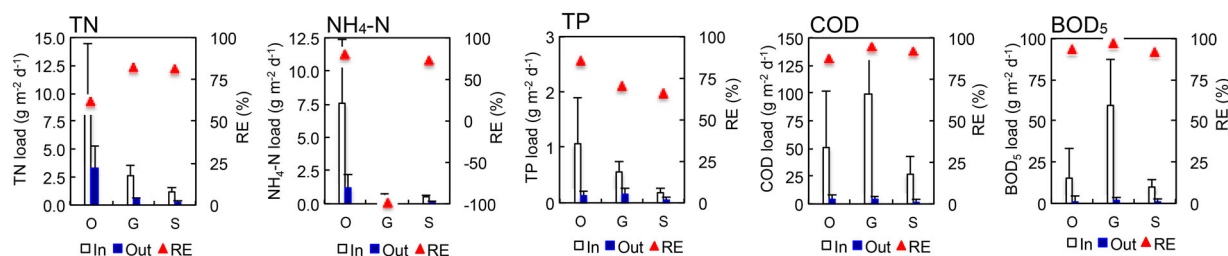 TN
TN load (g m⁻² d⁻¹)
15.0
12.5
10.0
7.5
5.0
2.5
0.0
100
75
50
25
0
RE (%)
O G S
In Out RE
NH₄-N
NH₄-N load (g m⁻² d⁻¹)
12.5
10.0
7.5
5.0
2.5
0.0
100
50
0
-50
-100
RE (%)
O G S
In Out RE
TP
TP load (g m⁻² d⁻¹)
3
2
1
0
100
75
50
25
0
RE (%)
O G S
In Out RE
COD
COD load (g m⁻² d⁻¹)
150
125
100
75
50
25
0
100
75
50
25
0
RE (%)
O G S
In Out RE
BOD₅
BOD₅ load (g m⁻² d⁻¹)
100
75
50
25
0
100
75
50
25
0
RE (%)
O G S
In Out RE